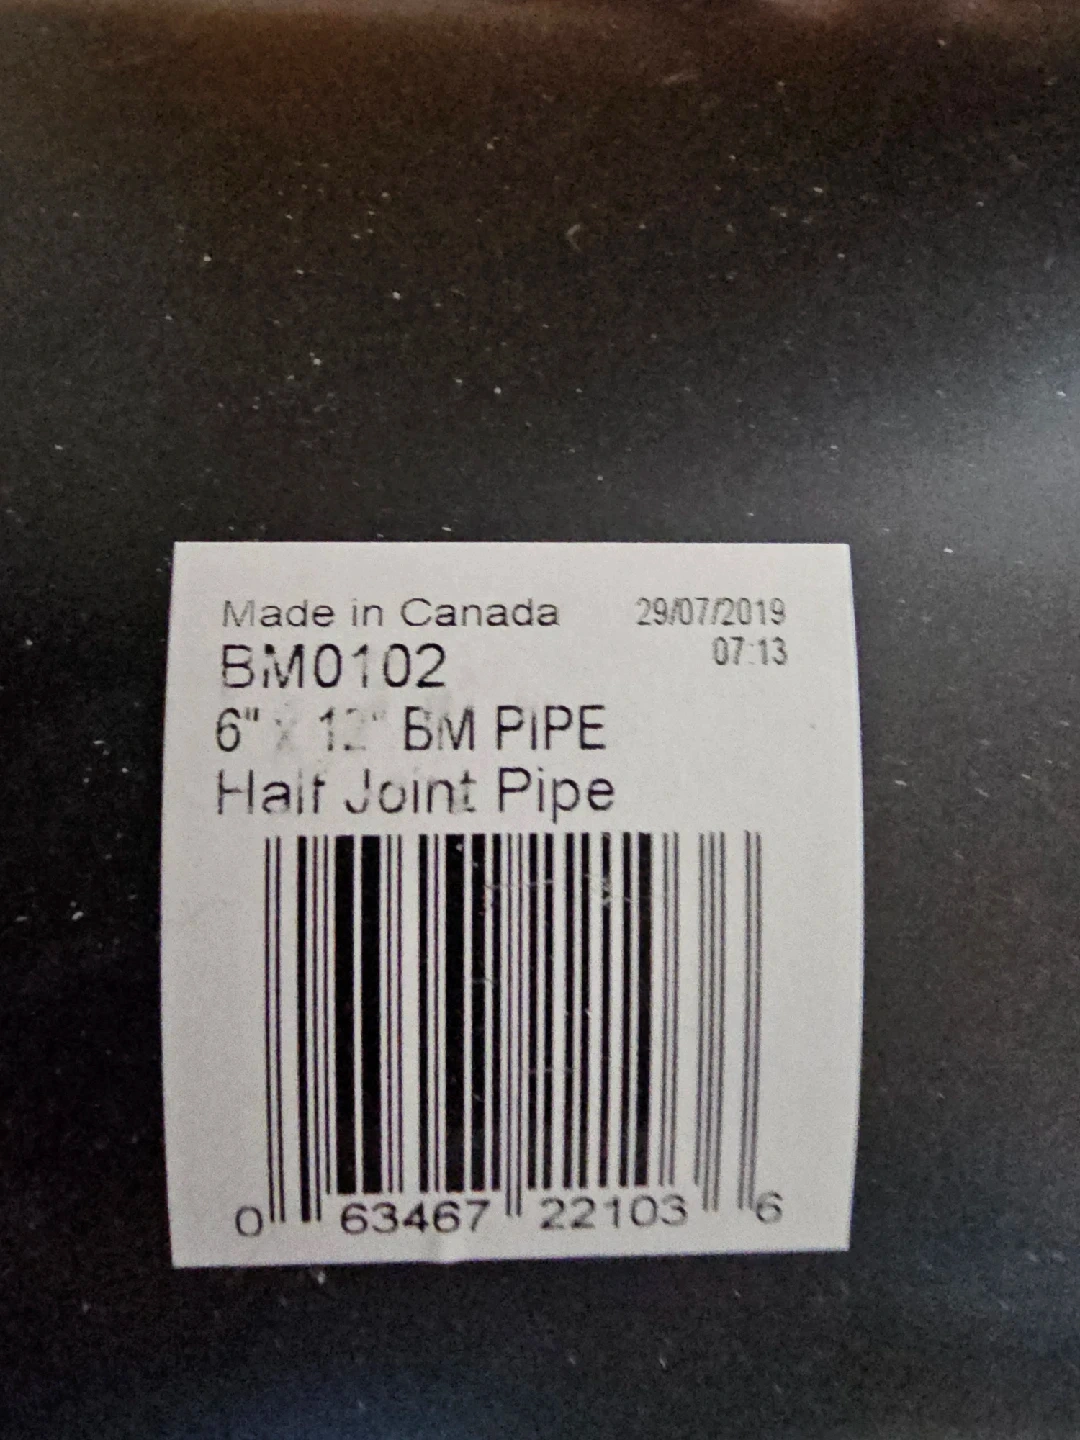 Made in Canada 29/07/2019
BM0102 07:13
6" x 12" BM PIPE
Half Joint Pipe
0 63467 22103 6